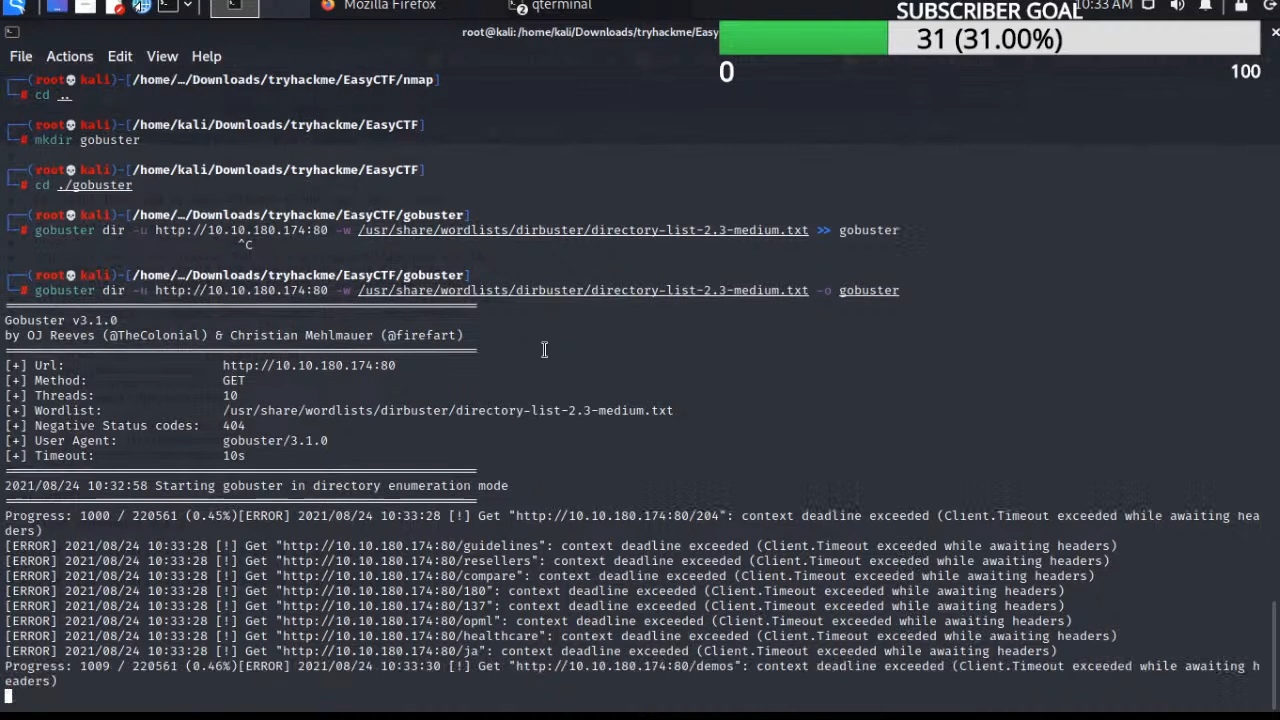 Mozilla Firefox
qterminal
10:33 AM
SUBSCRIBER GOAL
31 (31.00%)
0
100
root@kali:/home/kali/Downloads/tryhackme/Easy
File Actions Edit View Help
┌──(root💀kali)-[/home/…/Downloads/tryhackme/EasyCTF/nmap]
└─# cd ..
┌──(root💀kali)-[/home/kali/Downloads/tryhackme/EasyCTF]
└─# mkdir gobuster
┌──(root💀kali)-[/home/kali/Downloads/tryhackme/EasyCTF]
└─# cd ./gobuster
┌──(root💀kali)-[/home/…/Downloads/tryhackme/EasyCTF/gobuster]
└─# gobuster dir -u http://10.10.180.174:80 -w /usr/share/wordlists/dirbuster/directory-list-2.3-medium.txt >> gobuster
^C
┌──(root💀kali)-[/home/…/Downloads/tryhackme/EasyCTF/gobuster]
└─# gobuster dir -u http://10.10.180.174:80 -w /usr/share/wordlists/dirbuster/directory-list-2.3-medium.txt -o gobuster
===============================================================
Gobuster v3.1.0
by OJ Reeves (@TheColonial) & Christian Mehlmauer (@firefart)
===============================================================
[+] Url: http://10.10.180.174:80
[+] Method: GET
[+] Threads: 10
[+] Wordlist: /usr/share/wordlists/dirbuster/directory-list-2.3-medium.txt
[+] Negative Status codes: 404
[+] User Agent: gobuster/3.1.0
[+] Timeout: 10s
===============================================================
2021/08/24 10:32:58 Starting gobuster in directory enumeration mode
===============================================================
Progress: 1000 / 220561 (0.45%)[ERROR] 2021/08/24 10:33:28 [!] Get "http://10.10.180.174:80/204": context deadline exceeded (Client.Timeout exceeded while awaiting hea
ders)
[ERROR] 2021/08/24 10:33:28 [!] Get "http://10.10.180.174:80/guidelines": context deadline exceeded (Client.Timeout exceeded while awaiting headers)
[ERROR] 2021/08/24 10:33:28 [!] Get "http://10.10.180.174:80/resellers": context deadline exceeded (Client.Timeout exceeded while awaiting headers)
[ERROR] 2021/08/24 10:33:28 [!] Get "http://10.10.180.174:80/compare": context deadline exceeded (Client.Timeout exceeded while awaiting headers)
[ERROR] 2021/08/24 10:33:28 [!] Get "http://10.10.180.174:80/180": context deadline exceeded (Client.Timeout exceeded while awaiting headers)
[ERROR] 2021/08/24 10:33:28 [!] Get "http://10.10.180.174:80/137": context deadline exceeded (Client.Timeout exceeded while awaiting headers)
[ERROR] 2021/08/24 10:33:28 [!] Get "http://10.10.180.174:80/opml": context deadline exceeded (Client.Timeout exceeded while awaiting headers)
[ERROR] 2021/08/24 10:33:28 [!] Get "http://10.10.180.174:80/healthcare": context deadline exceeded (Client.Timeout exceeded while awaiting headers)
[ERROR] 2021/08/24 10:33:28 [!] Get "http://10.10.180.174:80/ja": context deadline exceeded (Client.Timeout exceeded while awaiting headers)
Progress: 1009 / 220561 (0.46%)[ERROR] 2021/08/24 10:33:30 [!] Get "http://10.10.180.174:80/demos": context deadline exceeded (Client.Timeout exceeded while awaiting h
eaders)